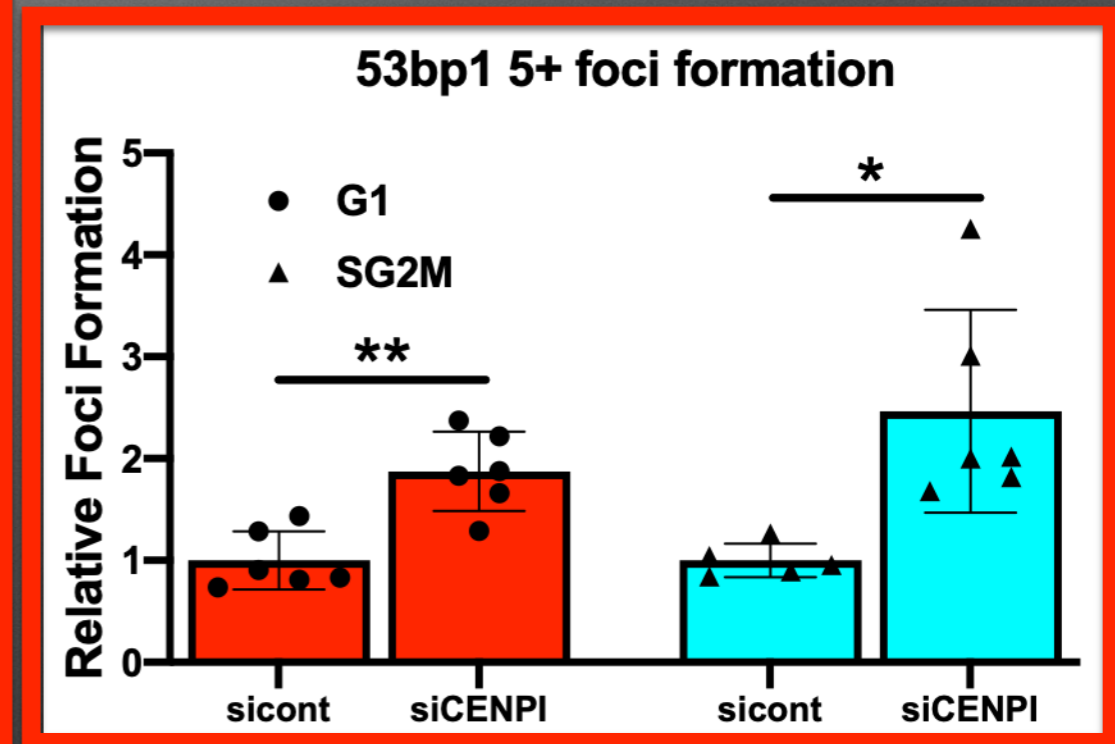 53bp1 5+ foci formation
Relative Foci Formation
5
4
3
2
1
0
G1
SG2M
**
*
sicont siCENPI sicont siCENPI